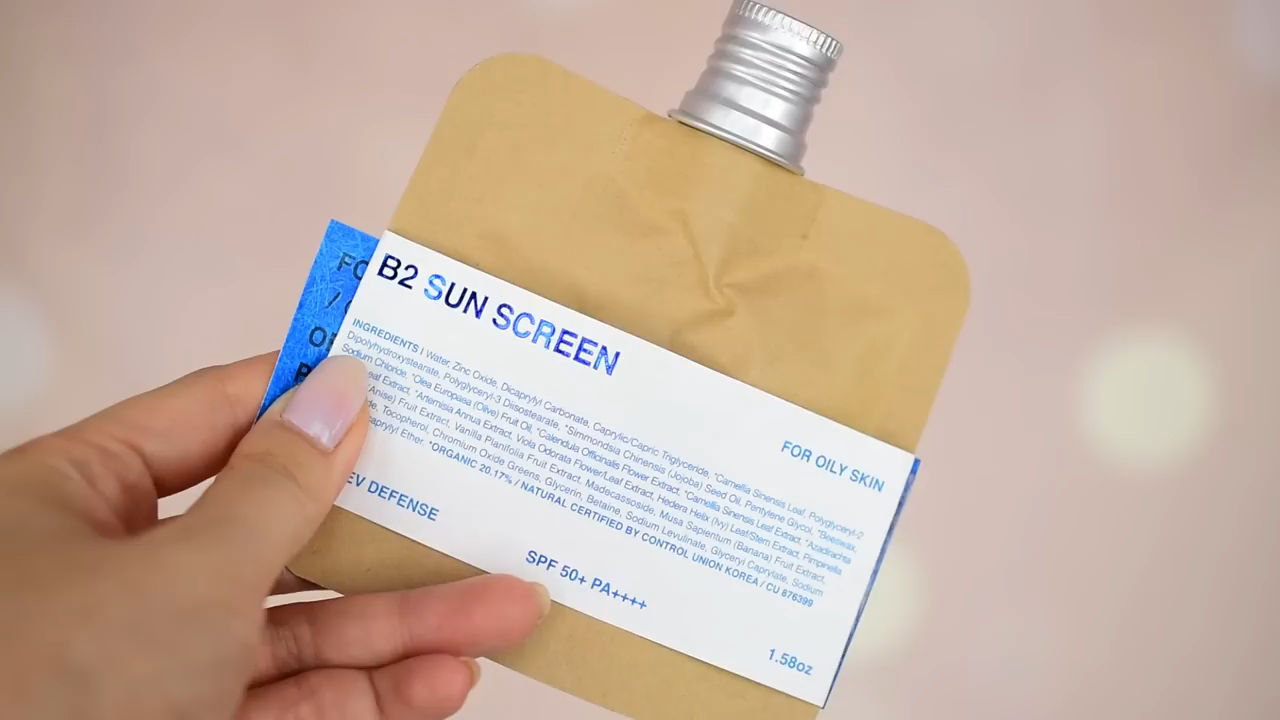 FO
B2 SUN SCREEN
INGREDIENTS I Water, Zinc Oxide, Dicaprylyl Carbonate, Caprylic/Capric Triglyceride, *Camellia Sinensis Leaf, Polyglyceryl-2
Dipolyhydroxystearate, Polyglyceryl-3 Diisostearate, *Simmondsia Chinensis (Jojoba) Seed Oil, Pentylene Glycol, *Beeswax,
Sodium Chloride, *Olea Europaea (Olive) Fruit Oil, *Calendula Officinalis Flower Extract, *Camellia Sinensis Leaf Extract, *Azadirachta
Leaf Extract, *Artemisia Annua Extract, Viola Odorata Flower/Leaf Extract, Hedera Helix (Ivy) Leaf/Stem Extract, Pimpinella
(Anise) Fruit Extract, Vanilla Planifolia Fruit Extract, Madecassoside, Musa Sapientum (Banana) Fruit Extract,
Tocopherol, Chromium Oxide Greens, Glycerin, Betaine, Sodium Levulinate, Glyceryl Caprylate, Sodium
Ether. *ORGANIC 20.17% / NATURAL CERTIFIED BY CONTROL UNION KOREA / CU 876399
FOR OILY SKIN
EV DEFENSE
SPF 50+ PA++++
1.58oz